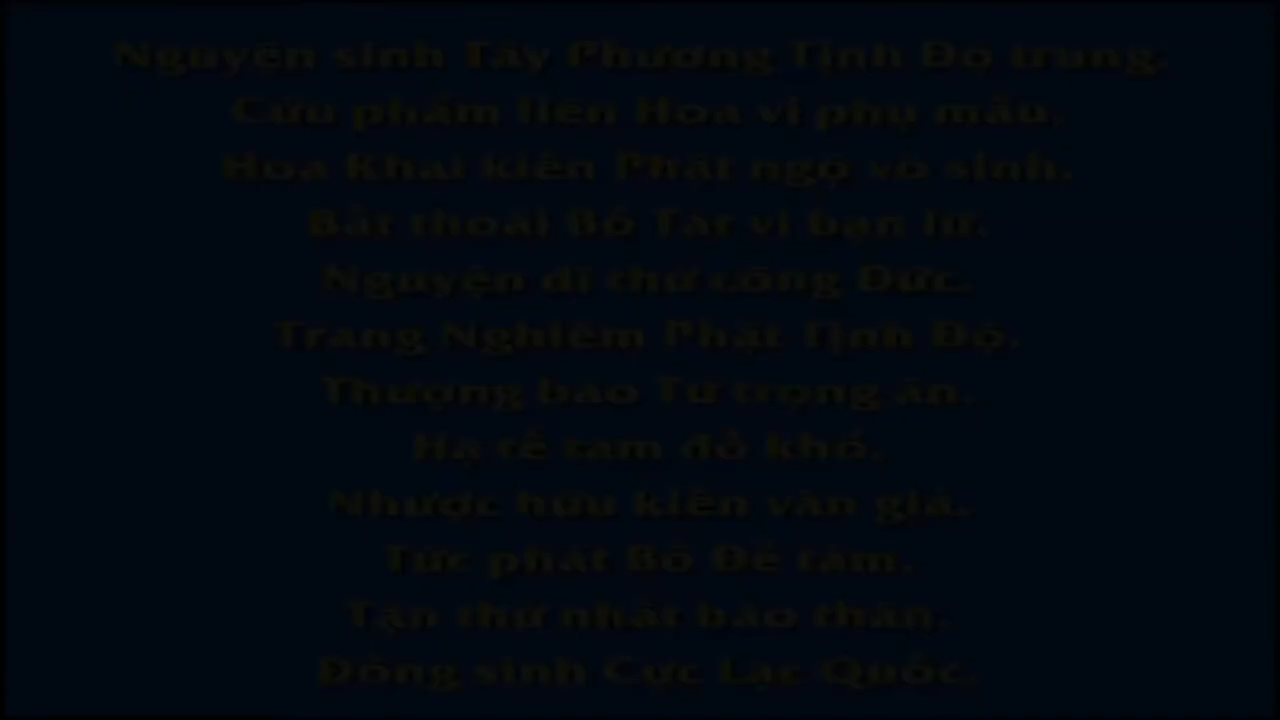 Nguyện sinh Tây Phương Tịnh Độ trung.
Cửu phẩm liên Hoa vi phụ mẫu.
Hoa Khai kiến Phật ngộ vô sinh.
Bất thoái Bồ Tát vi bạn lữ.
Nguyện dĩ thử công Đức.
Trang Nghiêm Phật Tịnh Độ.
Thượng báo Tứ trọng ân.
Hạ tế tam đồ khổ.
Nhược hữu kiến văn giả.
Tức phát Bồ Đề tâm.
Tận thử nhất báo thân.
Đồng sinh Cực Lạc Quốc.